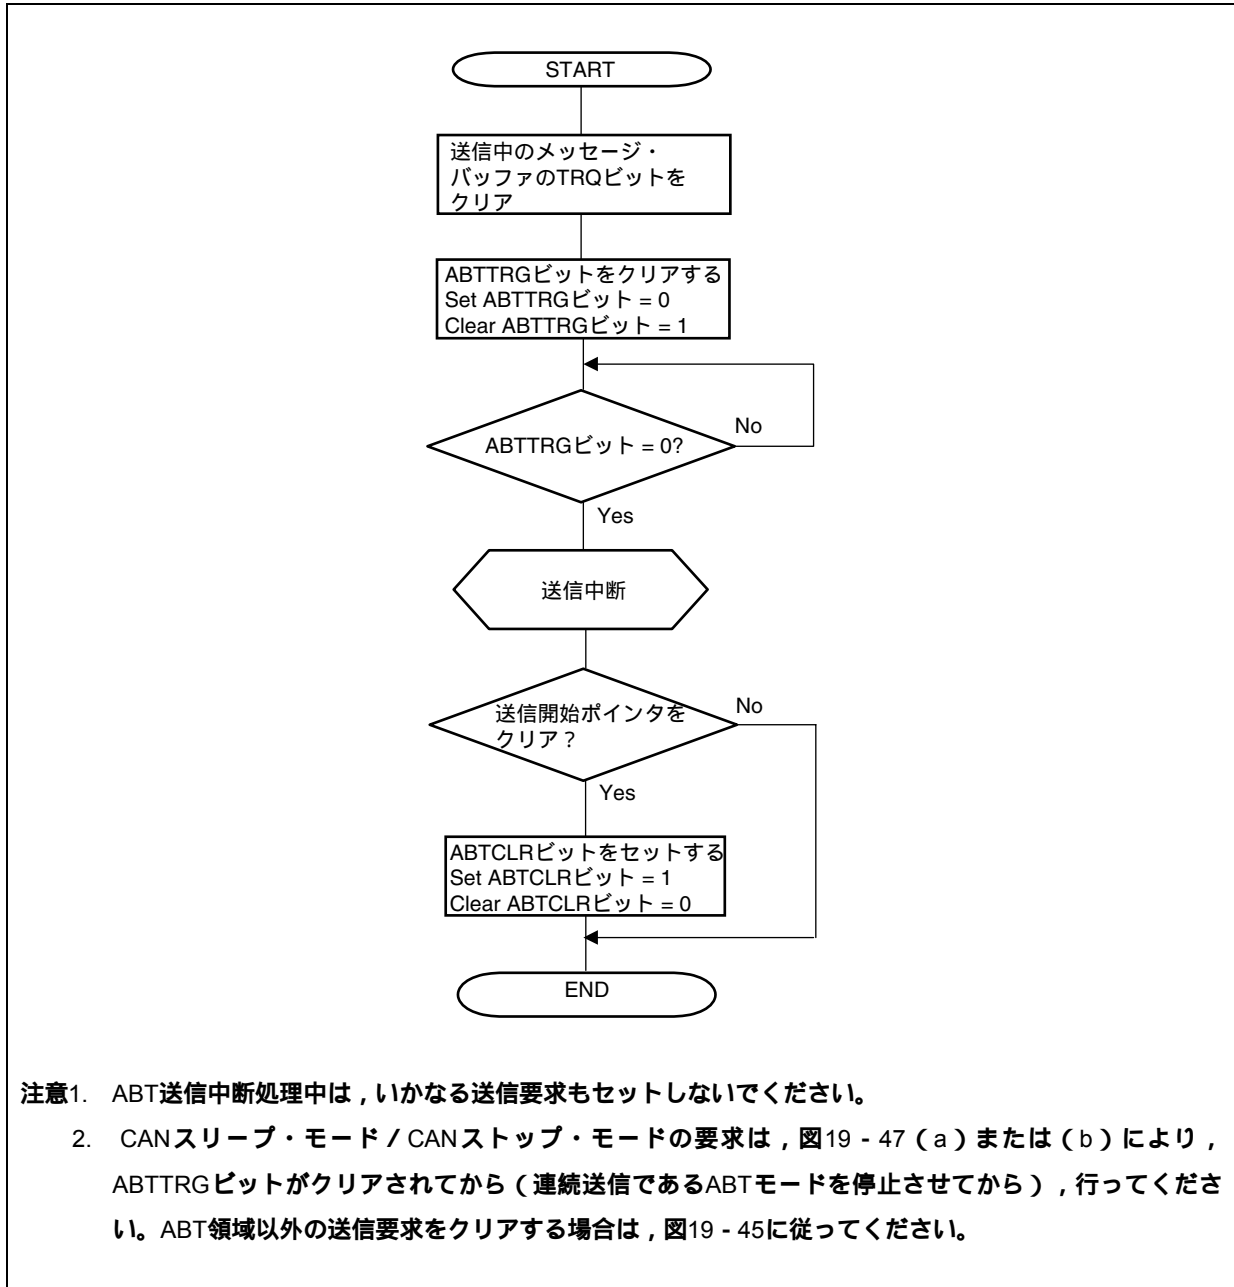 START
送信中のメッセージ・
バッファのTRQビットを
クリア
ABTTRGビットをクリアする
Set ABTTRGビット = 0
Clear ABTTRGビット = 1
ABTTRGビット = 0?
No
Yes
送信中断
送信開始ポインタを
クリア？
No
Yes
ABTCLRビットをセットする
Set ABTCLRビット = 1
Clear ABTCLRビット = 0
END
注意1. ABT送信中断処理中は，いかなる送信要求もセットしないでください。
2. CANスリープ・モード／CANストップ・モードの要求は，図19 - 47（a）または（b）により，
ABTTRGビットがクリアされてから（連続送信であるABTモードを停止させてから），行ってくださ
い。ABT領域以外の送信要求をクリアする場合は，図19 - 45に従ってください。